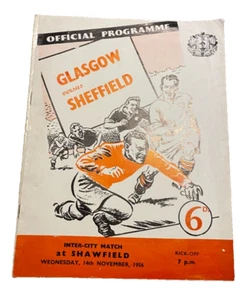 OFFICIAL PROGRAMME
GLASGOW
versus
SHEFFIELD
6D
INTER-CITY MATCH
at SHAWFIELD
WEDNESDAY, 14th NOVEMBER, 1956
KICK-OFF
7 p.m.